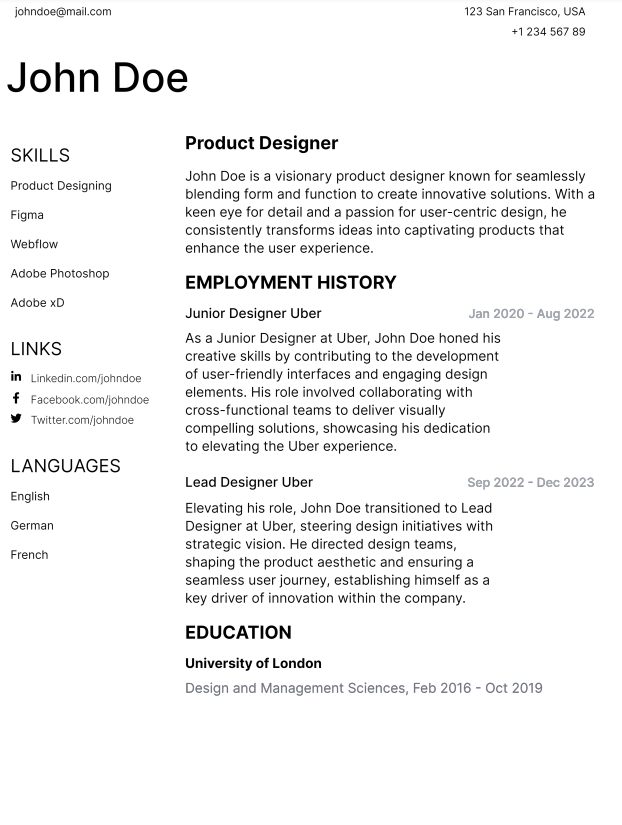 johndoe@mail.com
123 San Francisco, USA
+1 234 567 89
John Doe
SKILLS
Product Designing
Figma
Webflow
Adobe Photoshop
Adobe xD
LINKS
Linkedin.com/johndoe
Facebook.com/johndoe
Twitter.com/johndoe
LANGUAGES
English
German
French
Product Designer
John Doe is a visionary product designer known for seamlessly
blending form and function to create innovative solutions. With a
keen eye for detail and a passion for user-centric design, he
consistently transforms ideas into captivating products that
enhance the user experience.
EMPLOYMENT HISTORY
Junior Designer Uber
Jan 2020 - Aug 2022
As a Junior Designer at Uber, John Doe honed his
creative skills by contributing to the development
of user-friendly interfaces and engaging design
elements. His role involved collaborating with
cross-functional teams to deliver visually
compelling solutions, showcasing his dedication
to elevating the Uber experience.
Lead Designer Uber
Sep 2022 - Dec 2023
Elevating his role, John Doe transitioned to Lead
Designer at Uber, steering design initiatives with
strategic vision. He directed design teams,
shaping the product aesthetic and ensuring a
seamless user journey, establishing himself as a
key driver of innovation within the company.
EDUCATION
University of London
Design and Management Sciences, Feb 2016 - Oct 2019